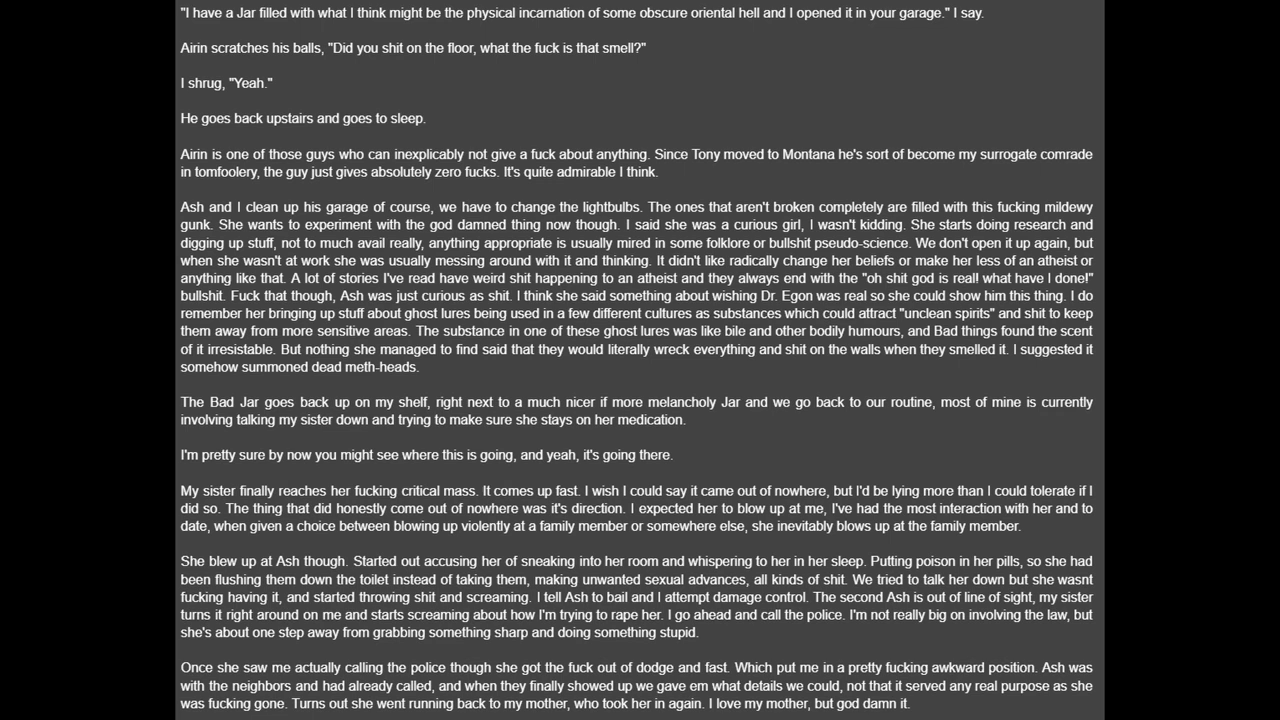 "I have a Jar filled with what I think might be the physical incarnation of some obscure oriental hell and I opened it in your garage." I say.
Airin scratches his balls, "Did you shit on the floor, what the fuck is that smell?"
I shrug, "Yeah."
He goes back upstairs and goes to sleep.
Airin is one of those guys who can inexplicably not give a fuck about anything. Since Tony moved to Montana he's sort of become my surrogate comrade
in tomfoolery, the guy just gives absolutely zero fucks. It's quite admirable I think.
Ash and I clean up his garage of course, we have to change the lightbulbs. The ones that aren't broken completely are filled with this fucking mildewy
gunk. She wants to experiment with the god damned thing now though. I said she was a curious girl, I wasn't kidding. She starts doing research and
digging up stuff, not to much avail really, anything appropriate is usually mired in some folklore or bullshit pseudo-science. We don't open it up again, but
when she wasn't at work she was usually messing around with it and thinking. It didn't like radically change her beliefs or make her less of an atheist or
anything like that. A lot of stories I've read have weird shit happening to an atheist and they always end with the "oh shit god is real! what have I done!"
bullshit. Fuck that though, Ash was just curious as shit. I think she said something about wishing Dr. Egon was real so she could show him this thing. I do
remember her bringing up stuff about ghost lures being used in a few different cultures as substances which could attract "unclean spirits" and shit to keep
them away from more sensitive areas. The substance in one of these ghost lures was like bile and other bodily humours, and Bad things found the scent
of it irresistable. But nothing she managed to find said that they would literally wreck everything and shit on the walls when they smelled it. I suggested it
somehow summoned dead meth-heads.
The Bad Jar goes back up on my shelf, right next to a much nicer if more melancholy Jar and we go back to our routine, most of mine is currently
involving talking my sister down and trying to make sure she stays on her medication.
I'm pretty sure by now you might see where this is going, and yeah, it's going there.
My sister finally reaches her fucking critical mass. It comes up fast. I wish I could say it came out of nowhere, but I'd be lying more than I could tolerate if I
did so. The thing that did honestly come out of nowhere was it's direction. I expected her to blow up at me, I've had the most interaction with her and to
date, when given a choice between blowing up violently at a family member or somewhere else, she inevitably blows up at the family member.
She blew up at Ash though. Started out accusing her of sneaking into her room and whispering to her in her sleep. Putting poison in her pills, so she had
been flushing them down the toilet instead of taking them, making unwanted sexual advances, all kinds of shit. We tried to talk her down but she wasnt
fucking having it, and started throwing shit and screaming. I tell Ash to bail and I attempt damage control. The second Ash is out of line of sight, my sister
turns it right around on me and starts screaming about how I'm trying to rape her. I go ahead and call the police. I'm not really big on involving the law, but
she's about one step away from grabbing something sharp and doing something stupid.
Once she saw me actually calling the police though she got the fuck out of dodge and fast. Which put me in a pretty fucking awkward position. Ash was
with the neighbors and had already called, and when they finally showed up we gave em what details we could, not that it served any real purpose as she
was fucking gone. Turns out she went running back to my mother, who took her in again. I love my mother, but god damn it.